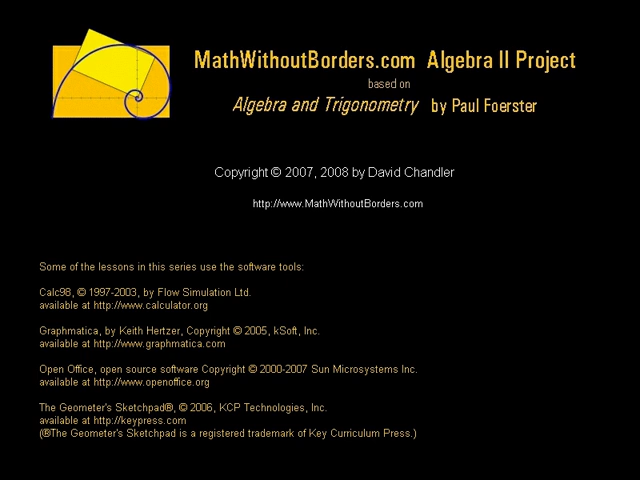 MathWithoutBorders.com Algebra II Project
based on
Algebra and Trigonometry by Paul Foerster
Copyright © 2007, 2008 by David Chandler
http://www.MathWithoutBorders.com
Some of the lessons in this series use the software tools:
Calc98, © 1997-2003, by Flow Simulation Ltd.
available at http://www.calculator.org
Graphmatica, by Keith Hertzer, Copyright © 2005, kSoft, Inc.
available at http://www.graphmatica.com
Open Office, open source software Copyright © 2000-2007 Sun Microsystems Inc.
available at http://www.openoffice.org
The Geometer's Sketchpad®, © 2006, KCP Technologies, Inc.
available at http://keypress.com
(®The Geometer's Sketchpad is a registered trademark of Key Curriculum Press.)